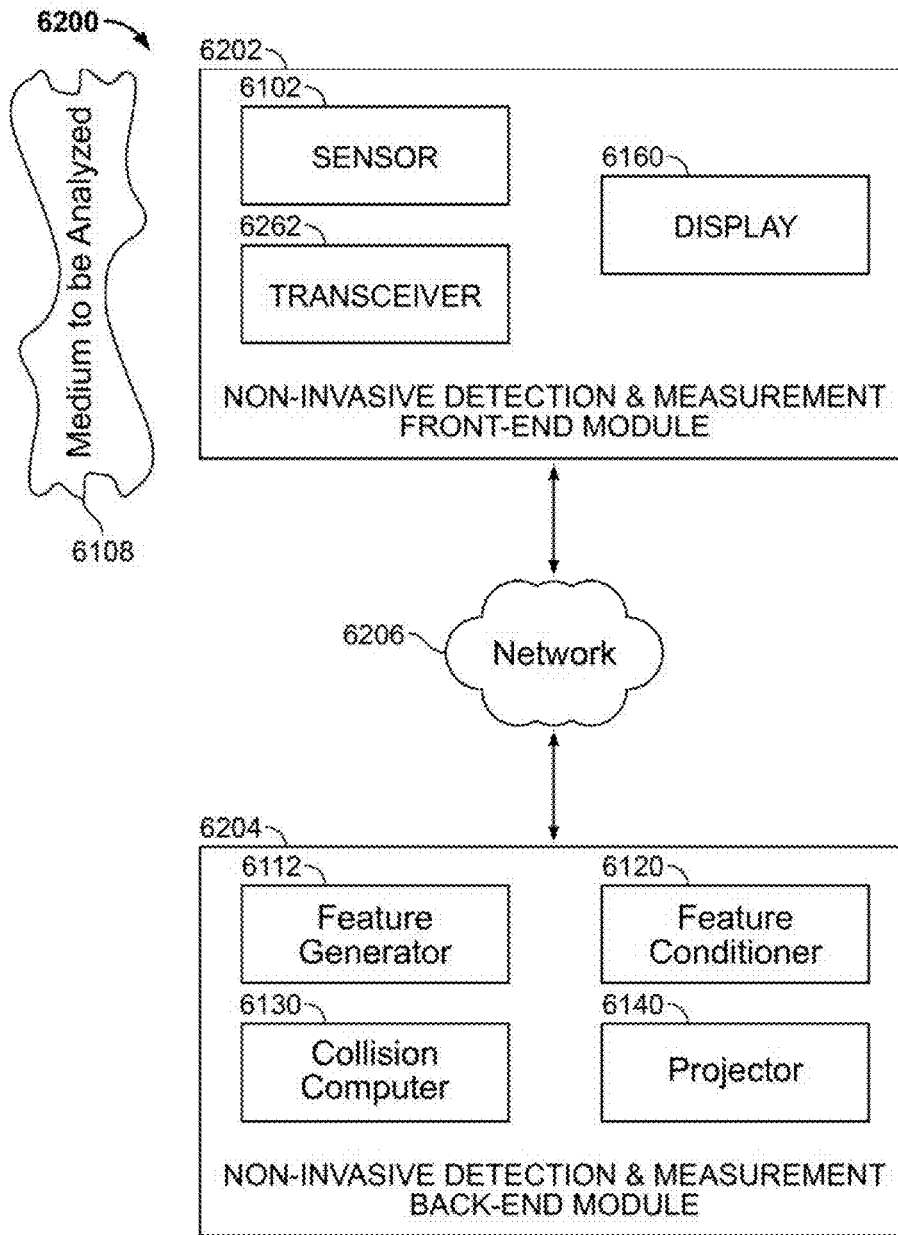 6200
Medium to be Analyzed
6108
6202
6102
SENSOR
6262
TRANSCEIVER
6160
DISPLAY
NON-INVASIVE DETECTION & MEASUREMENT
FRONT-END MODULE
6206
Network
6204
6112
Feature
Generator
6120
Feature
Conditioner
6130
Collision
Computer
6140
Projector
NON-INVASIVE DETECTION & MEASUREMENT
BACK-END MODULE